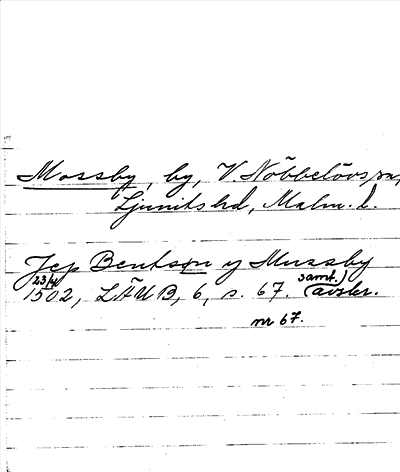 Mossby, by, V. Nöbbelövs sn,
Ljunits hd, Malm. l.
Jep Bentsøn y Mussby
23/4 1502, LÄUB, 6, s. 67. (samt. avskr.)
nr 67.